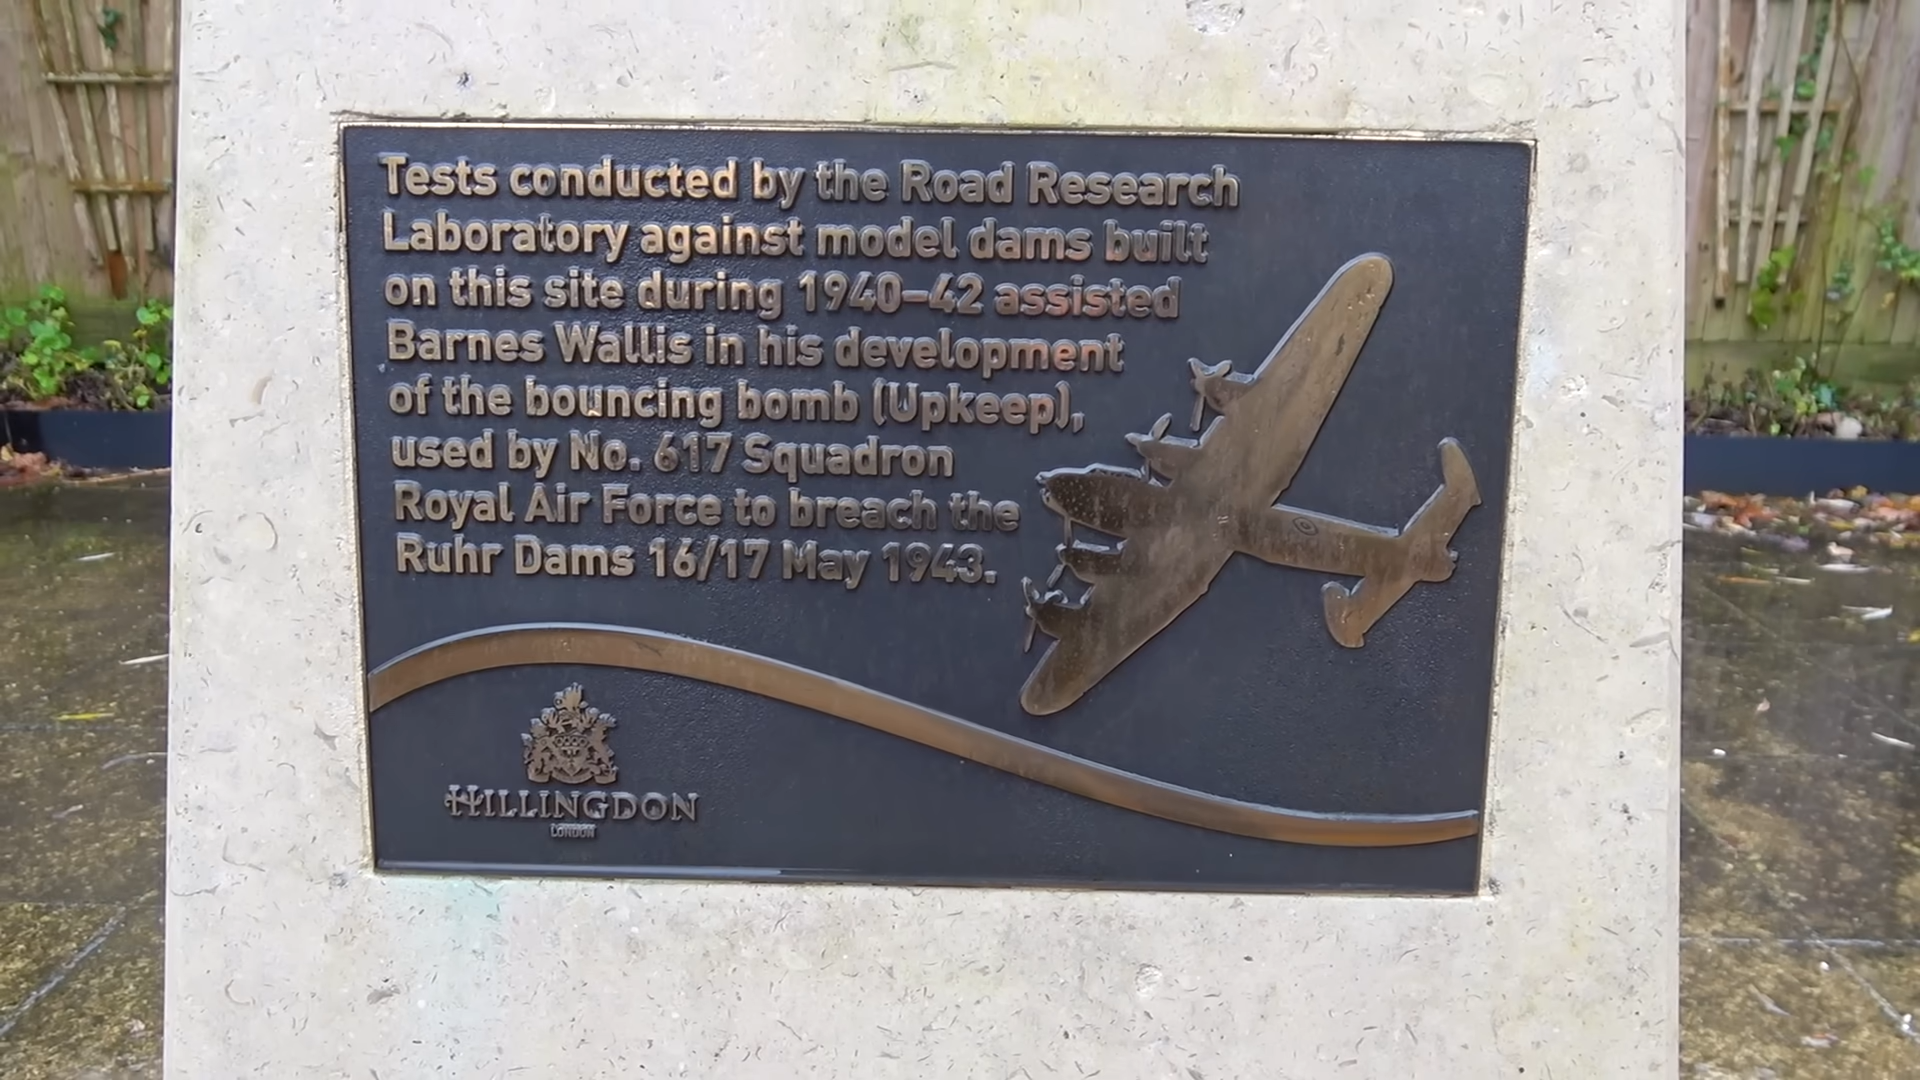 Tests conducted by the Road Research
Laboratory against model dams built
on this site during 1940–42 assisted
Barnes Wallis in his development
of the bouncing bomb (Upkeep),
used by No. 617 Squadron
Royal Air Force to breach the
Ruhr Dams 16/17 May 1943.
HILLINGDON
LONDON